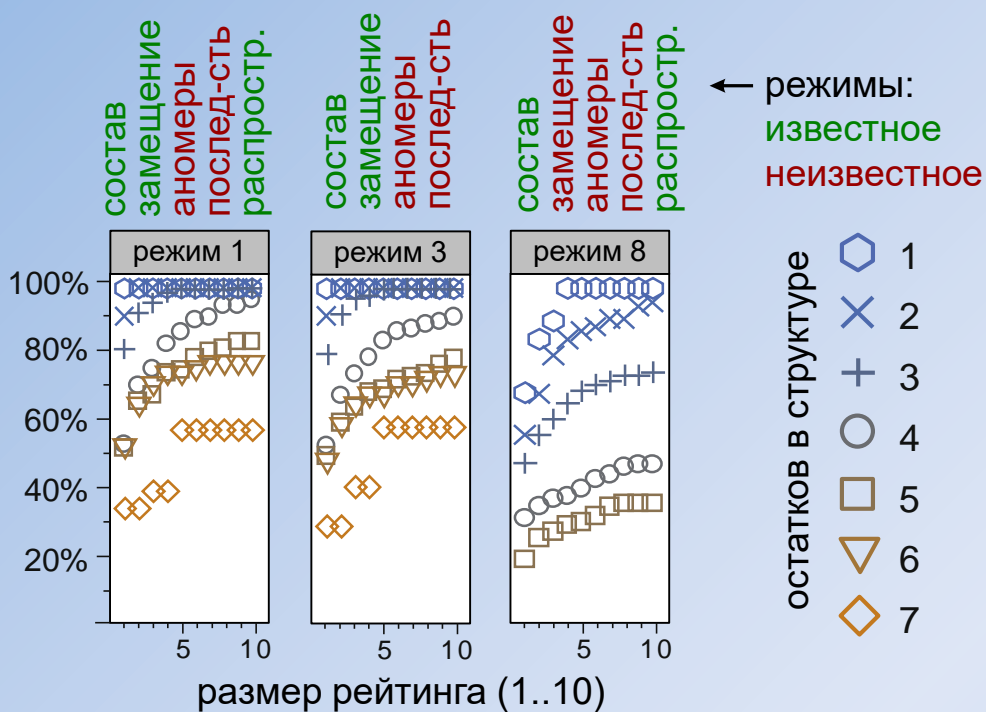 состав
замещение
аномеры
послед-сть
распростр.
состав
замещение
аномеры
послед-сть
состав
замещение
аномеры
послед-сть
распростр.
← режимы:
известное
неизвестное
режим 1
режим 3
режим 8
100%
80%
60%
40%
20%
5 10
5 10
5 10
размер рейтинга (1..10)
остатков в структуре
1
2
3
4
5
6
7